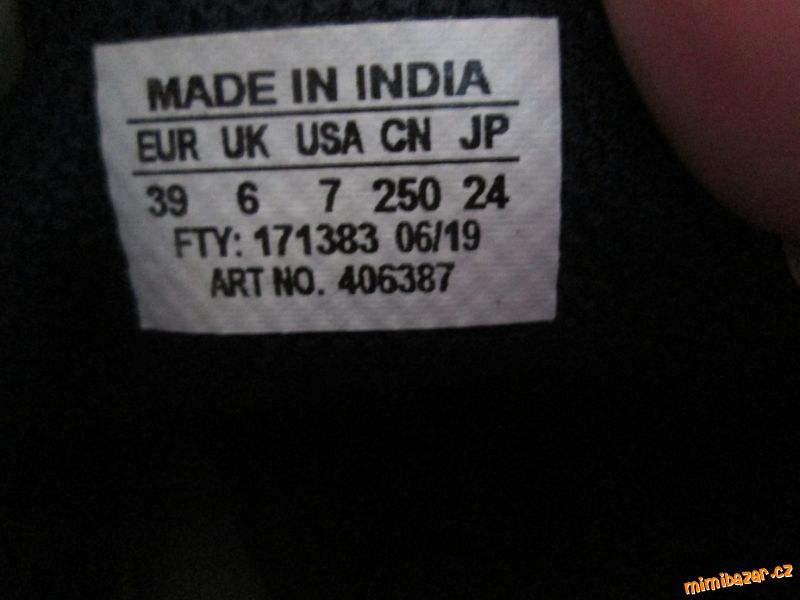 MADE IN INDIA
EUR UK USA CN JP
39 6 7 250 24
FTY: 171383 06/19
ART NO. 406387
mimibazar.cz